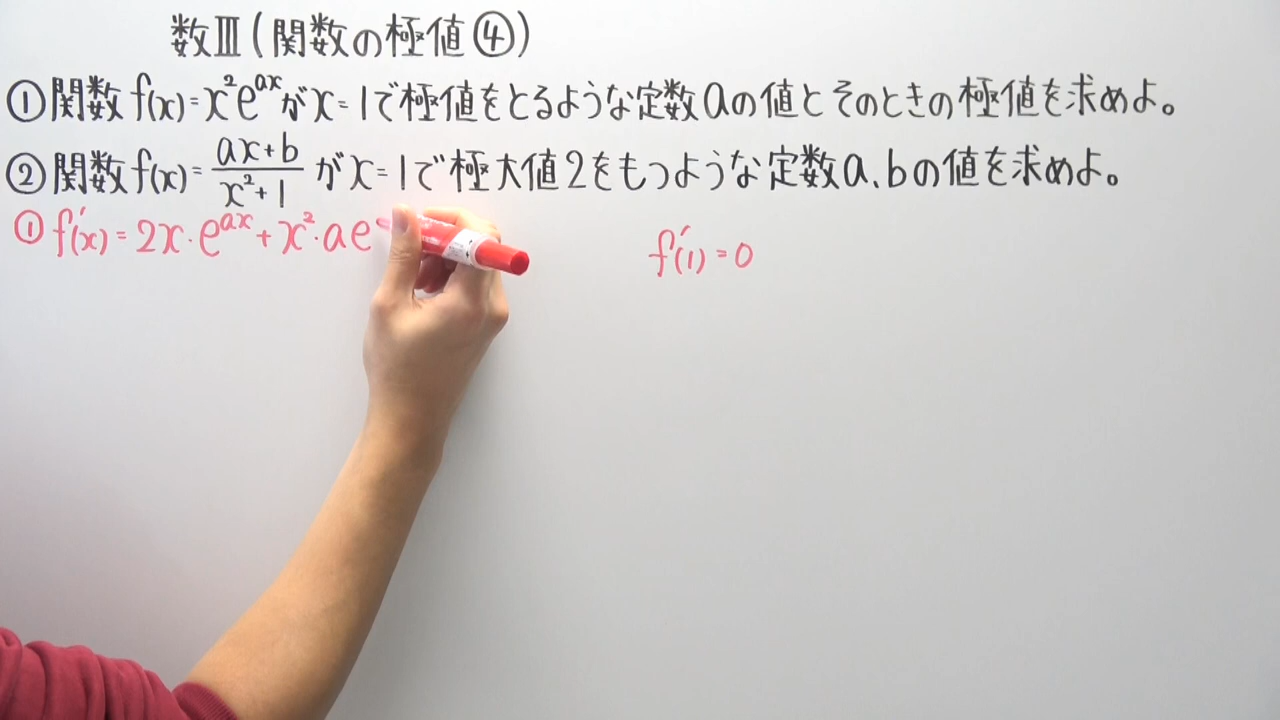 数Ⅲ(関数の極値④)
①関数f(x)=x²e^{ax}がx=1で極値をとるような定数aの値とそのときの極値を求めよ。
②関数f(x)=\frac{ax+b}{x²+1}がx=1で極大値2をもつような定数a、bの値を求めよ。
①f'(x)=2x・e^{ax}+x²・ae
f'(1)=0